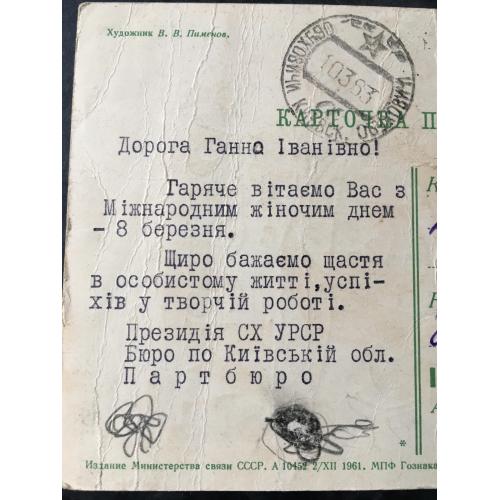 Художник В. В. Пименов.
10363
КАРТОЧКА П
Дорога Ганно Іванівно!
Гаряче вітаємо Вас з
Міжнародним жіночим днем
– 8 березня.
Щиро бажаємо щастя
в особистому житті,успі-
хів у творчій роботі.
Президія СХ УРСР
Бюро по Київській обл.
Партбюро
*
Издание Министерства связи СССР. А 10452 2/XII 1961. МПФ Гознака